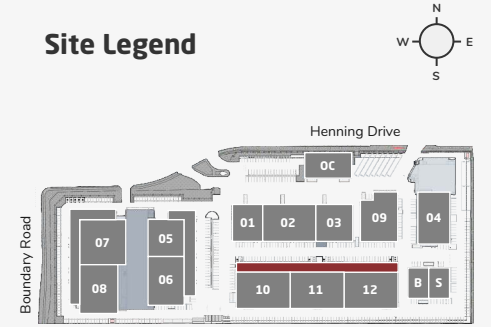 Site Legend
N
W E
S
Henning Drive
OC
01 02 03 09 04
07 05
08 06
10 11 12 B S
Boundary Road